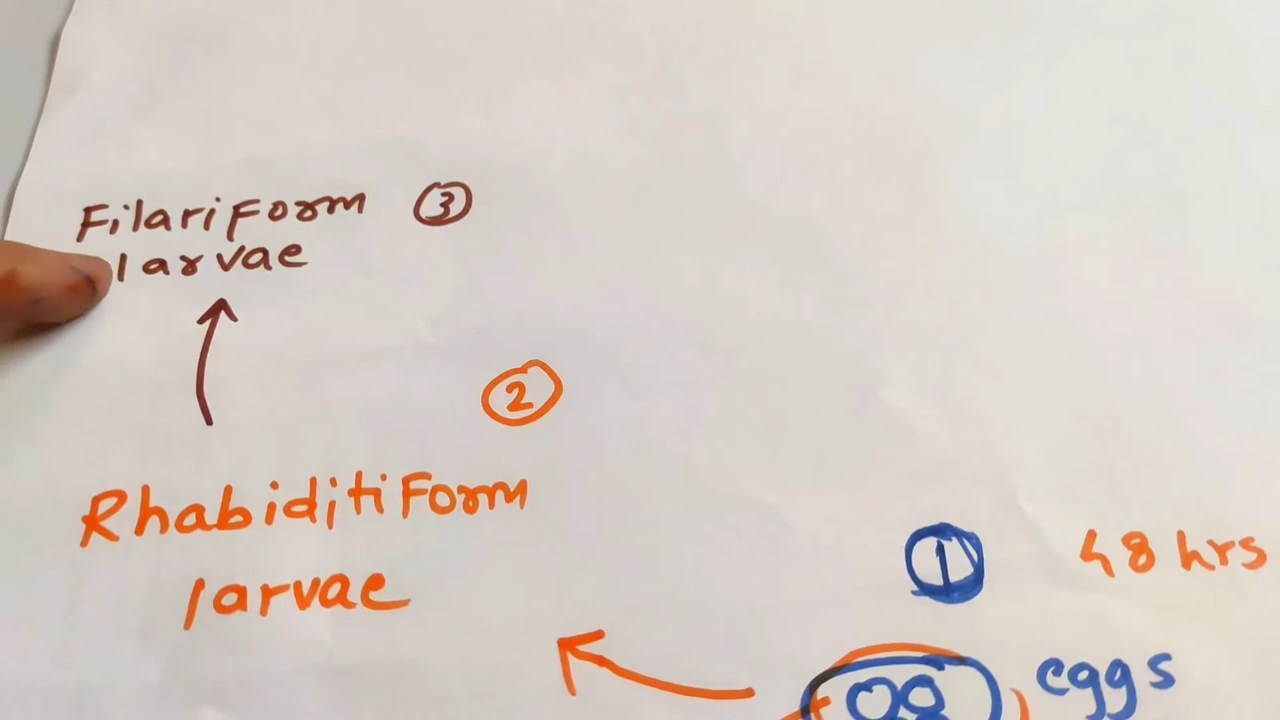 FilariForm ③
larvae
②
RhabiditiForm
larvae
① 48 hrs
eggs